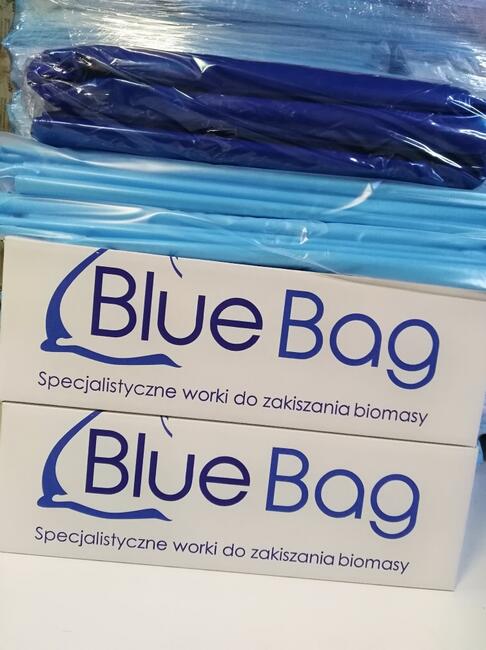 Blue Bag
Specjalistyczne worki do zakiszania biomasy
Blue Bag
Specjalistyczne worki do zakiszania biomasy